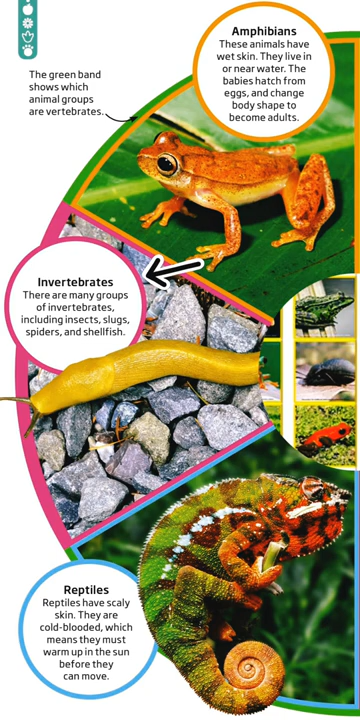 Amphibians
These animals have
wet skin. They live in
or near water. The
babies hatch from
eggs, and change
body shape to
become adults.
The green band
shows which
animal groups
are vertebrates.
Invertebrates
There are many groups
of invertebrates,
including insects, slugs,
spiders, and shellfish.
Reptiles
Reptiles have scaly
skin. They are
cold-blooded, which
means they must
warm up in the sun
before they
can move.